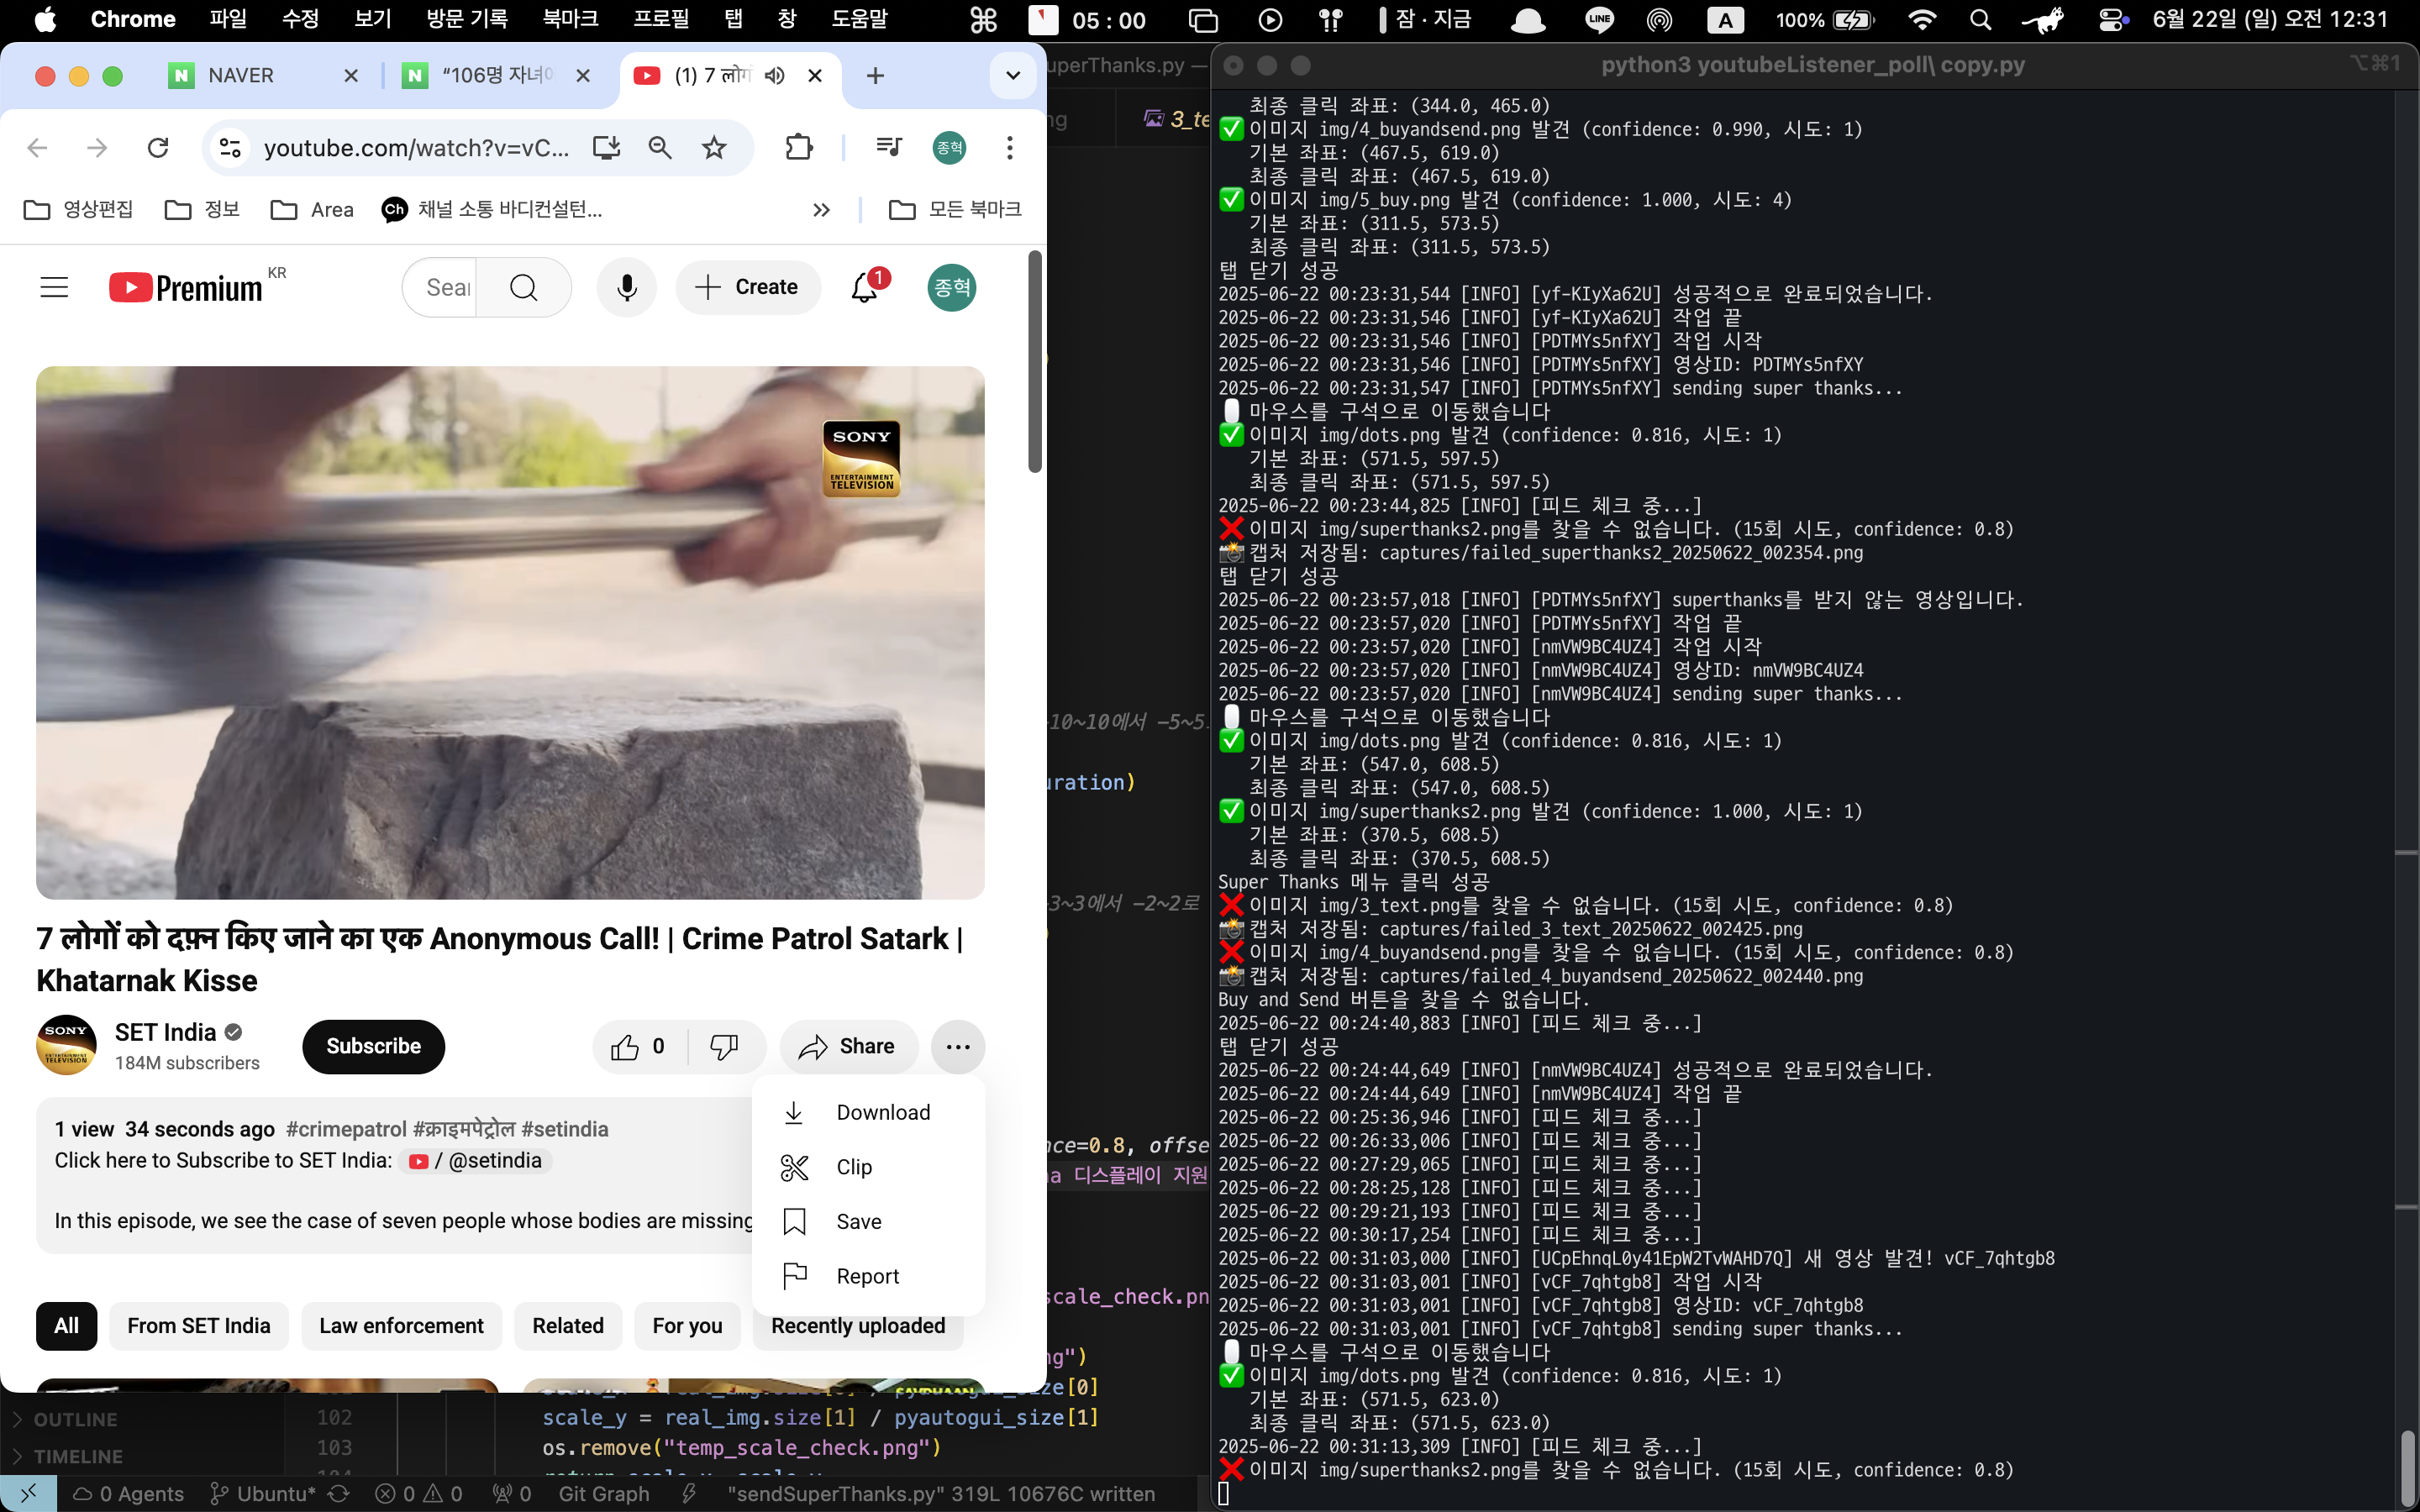 Chrome 파일 수정 보기 방문 기록 북마크 프로필 탭 창 도움말 05 : 00 잠 · 지금 LINE A 100% 6월 22일 (일) 오전 12:31
NAVER
“106명 자녀
(1) 7 लोगं
youtube.com/watch?v=vC...
종혁
영상편집 정보 Area Ch 채널 소통 바디컨설턴... 모든 북마크
Premium KR
Sear
Create
1
종혁
SONY
ENTERTAINMENT
TELEVISION
7 लोगों को दफ़्न किए जाने का एक Anonymous Call! | Crime Patrol Satark |
Khatarnak Kisse
SONY
SET India
184M subscribers
Subscribe
0
Share
1 view 34 seconds ago #crimepatrol #क्राइमपेट्रोल #setindia
Click here to Subscribe to SET India: / @setindia
In this episode, we see the case of seven people whose bodies are missing
Download
Clip
Save
Report
All
From SET India
Law enforcement
Related
For you
Recently uploaded
uperThanks.py —
ng
3_te
-10~10에서 -5~5
uration)
-3~3에서 -2~2로
nce=0.8, offse
na 디스플레이 지원
scale_check.pn
ng")
ze[0]
102 scale_y = real_img.size[1] / pyautogui_size[1]
103 os.remove("temp_scale_check.png")
OUTLINE
TIMELINE
0 Agents Ubuntu* 0 0 0 Git Graph "sendSuperThanks.py" 319L 10676C written
python3 youtubeListener_poll\ copy.py
⌥⌘1
최종 클릭 좌표: (344.0, 465.0)
✅ 이미지 img/4_buyandsend.png 발견 (confidence: 0.990, 시도: 1)
기본 좌표: (467.5, 619.0)
최종 클릭 좌표: (467.5, 619.0)
✅ 이미지 img/5_buy.png 발견 (confidence: 1.000, 시도: 4)
기본 좌표: (311.5, 573.5)
최종 클릭 좌표: (311.5, 573.5)
탭 닫기 성공
2025-06-22 00:23:31,544 [INFO] [yf-KIyXa62U] 성공적으로 완료되었습니다.
2025-06-22 00:23:31,546 [INFO] [yf-KIyXa62U] 작업 끝
2025-06-22 00:23:31,546 [INFO] [PDTMYs5nfXY] 작업 시작
2025-06-22 00:23:31,546 [INFO] [PDTMYs5nfXY] 영상ID: PDTMYs5nfXY
2025-06-22 00:23:31,547 [INFO] [PDTMYs5nfXY] sending super thanks...
마우스를 구석으로 이동했습니다
✅ 이미지 img/dots.png 발견 (confidence: 0.816, 시도: 1)
기본 좌표: (571.5, 597.5)
최종 클릭 좌표: (571.5, 597.5)
2025-06-22 00:23:44,825 [INFO] [피드 체크 중...]
❌ 이미지 img/superthanks2.png를 찾을 수 없습니다. (15회 시도, confidence: 0.8)
📸 캡처 저장됨: captures/failed_superthanks2_20250622_002354.png
탭 닫기 성공
2025-06-22 00:23:57,018 [INFO] [PDTMYs5nfXY] superthanks를 받지 않는 영상입니다.
2025-06-22 00:23:57,020 [INFO] [PDTMYs5nfXY] 작업 끝
2025-06-22 00:23:57,020 [INFO] [nmVW9BC4UZ4] 작업 시작
2025-06-22 00:23:57,020 [INFO] [nmVW9BC4UZ4] 영상ID: nmVW9BC4UZ4
2025-06-22 00:23:57,020 [INFO] [nmVW9BC4UZ4] sending super thanks...
마우스를 구석으로 이동했습니다
✅ 이미지 img/dots.png 발견 (confidence: 0.816, 시도: 1)
기본 좌표: (547.0, 608.5)
최종 클릭 좌표: (547.0, 608.5)
✅ 이미지 img/superthanks2.png 발견 (confidence: 1.000, 시도: 1)
기본 좌표: (370.5, 608.5)
최종 클릭 좌표: (370.5, 608.5)
Super Thanks 메뉴 클릭 성공
❌ 이미지 img/3_text.png를 찾을 수 없습니다. (15회 시도, confidence: 0.8)
📸 캡처 저장됨: captures/failed_3_text_20250622_002425.png
❌ 이미지 img/4_buyandsend.png를 찾을 수 없습니다. (15회 시도, confidence: 0.8)
📸 캡처 저장됨: captures/failed_4_buyandsend_20250622_002440.png
Buy and Send 버튼을 찾을 수 없습니다.
2025-06-22 00:24:40,883 [INFO] [피드 체크 중...]
탭 닫기 성공
2025-06-22 00:24:44,649 [INFO] [nmVW9BC4UZ4] 성공적으로 완료되었습니다.
2025-06-22 00:24:44,649 [INFO] [nmVW9BC4UZ4] 작업 끝
2025-06-22 00:25:36,946 [INFO] [피드 체크 중...]
2025-06-22 00:26:33,006 [INFO] [피드 체크 중...]
2025-06-22 00:27:29,065 [INFO] [피드 체크 중...]
2025-06-22 00:28:25,128 [INFO] [피드 체크 중...]
2025-06-22 00:29:21,193 [INFO] [피드 체크 중...]
2025-06-22 00:30:17,254 [INFO] [피드 체크 중...]
2025-06-22 00:31:03,000 [INFO] [UCpEhnqL0y41EpW2TvWAHD7Q] 새 영상 발견! vCF_7qhtgb8
2025-06-22 00:31:03,001 [INFO] [vCF_7qhtgb8] 작업 시작
2025-06-22 00:31:03,001 [INFO] [vCF_7qhtgb8] 영상ID: vCF_7qhtgb8
2025-06-22 00:31:03,001 [INFO] [vCF_7qhtgb8] sending super thanks...
마우스를 구석으로 이동했습니다
✅ 이미지 img/dots.png 발견 (confidence: 0.816, 시도: 1)
기본 좌표: (571.5, 623.0)
최종 클릭 좌표: (571.5, 623.0)
2025-06-22 00:31:13,309 [INFO] [피드 체크 중...]
❌ 이미지 img/superthanks2.png를 찾을 수 없습니다. (15회 시도, confidence: 0.8)